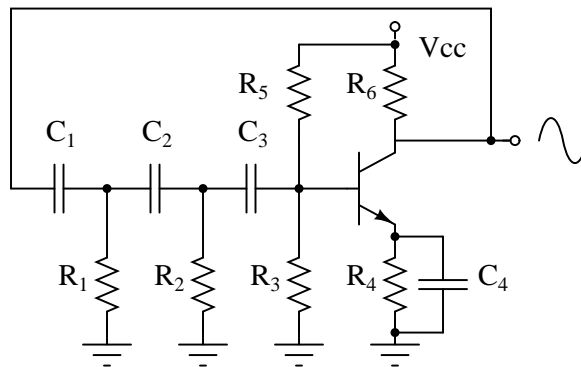 Vcc
R₅ R₆
C₁ C₂ C₃
R₁ R₂ R₃ R₄ C₄